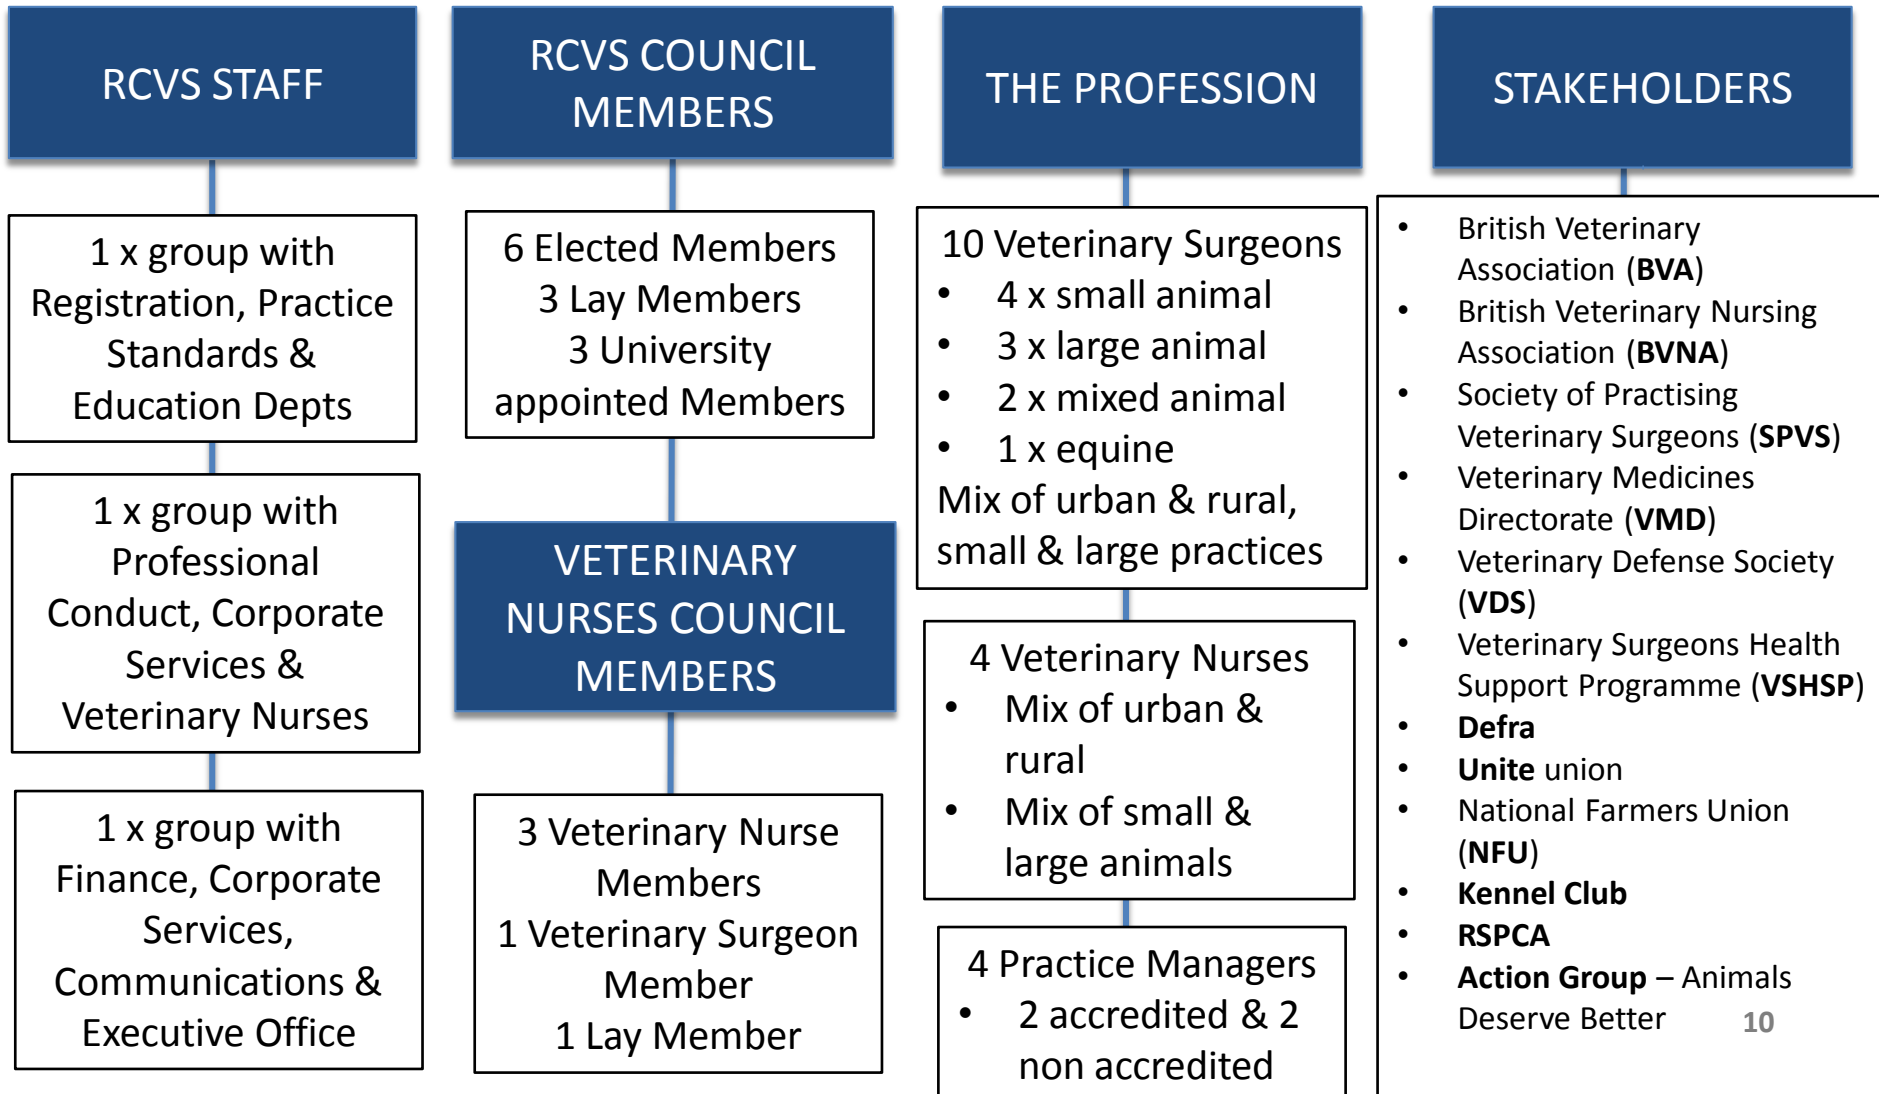 RCVS STAFF
1 x group with
Registration, Practice
Standards &
Education Depts
1 x group with
Professional
Conduct, Corporate
Services &
Veterinary Nurses
1 x group with
Finance, Corporate
Services,
Communications &
Executive Office
RCVS COUNCIL
MEMBERS
6 Elected Members
3 Lay Members
3 University
appointed Members
VETERINARY
NURSES COUNCIL
MEMBERS
3 Veterinary Nurse
Members
1 Veterinary Surgeon
Member
1 Lay Member
THE PROFESSION
10 Veterinary Surgeons
• 4 x small animal
• 3 x large animal
• 2 x mixed animal
• 1 x equine
Mix of urban & rural,
small & large practices
4 Veterinary Nurses
• Mix of urban &
rural
• Mix of small &
large animals
4 Practice Managers
• 2 accredited & 2
non accredited
STAKEHOLDERS
• British Veterinary
Association (BVA)
• British Veterinary Nursing
Association (BVNA)
• Society of Practising
Veterinary Surgeons (SPVS)
• Veterinary Medicines
Directorate (VMD)
• Veterinary Defense Society
(VDS)
• Veterinary Surgeons Health
Support Programme (VSHSP)
• Defra
• Unite union
• National Farmers Union
(NFU)
• Kennel Club
• RSPCA
• Action Group – Animals
Deserve Better
10